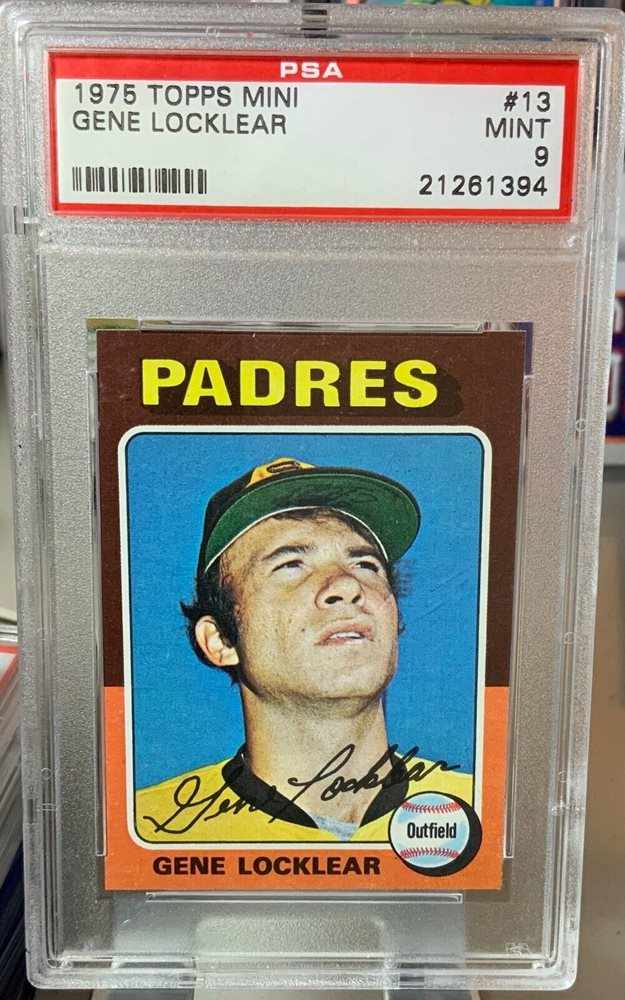 PSA
1975 TOPPS MINI #13
GENE LOCKLEAR MINT
9
21261394
PADRES
Gene Locklear
Outfield
GENE LOCKLEAR